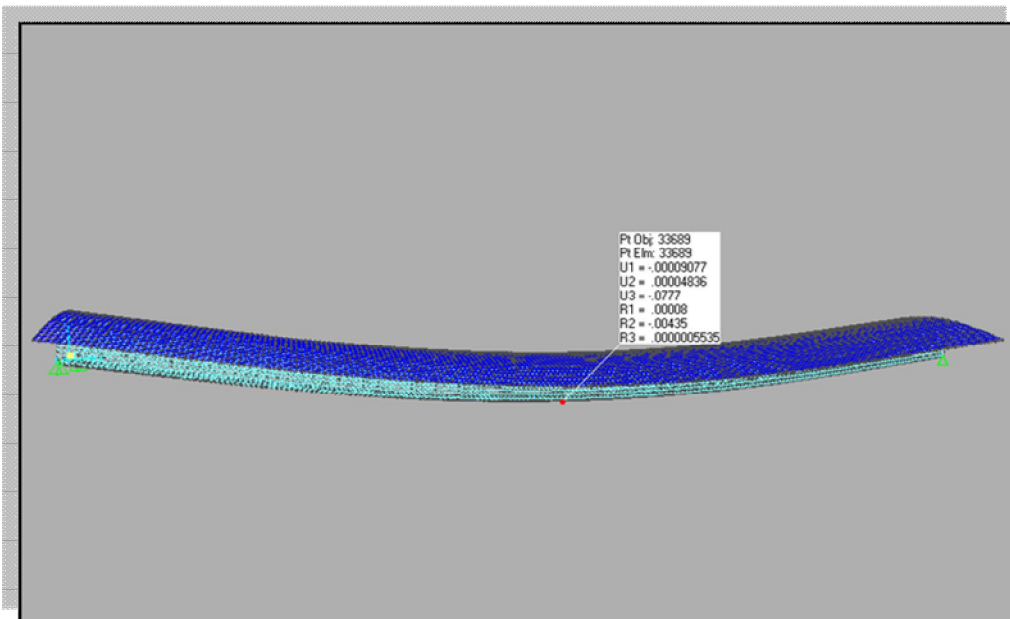 Pt Obj: 33689
Pt Elm: 33689
U1 = -.00009077
U2 = .00004836
U3 = -.0777
R1 = .00008
R2 = -.00435
R3 = .0000005535